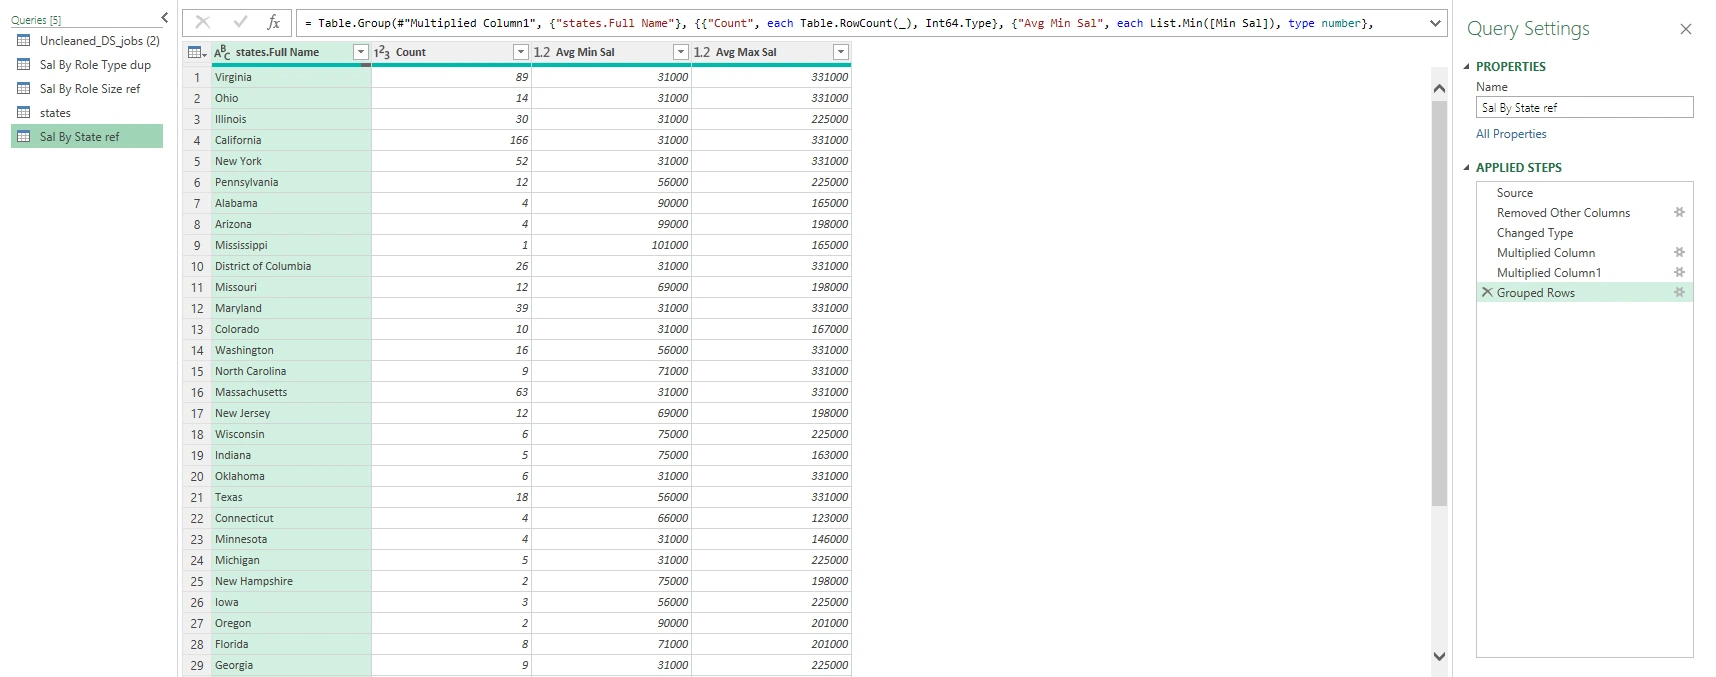 Queries [5]
Uncleaned_DS_jobs (2)
Sal By Role Type dup
Sal By Role Size ref
states
Sal By State ref
fx
= Table.Group(#"Multiplied Column1", {"states.Full Name"}, {{"Count", each Table.RowCount(_), Int64.Type}, {"Avg Min Sal", each List.Min([Min Sal]), type number},
ABC states.Full Name 123 Count 1.2 Avg Min Sal 1.2 Avg Max Sal
1 Virginia 89 31000 331000
2 Ohio 14 31000 331000
3 Illinois 30 31000 225000
4 California 166 31000 331000
5 New York 52 31000 331000
6 Pennsylvania 12 56000 225000
7 Alabama 4 90000 165000
8 Arizona 4 99000 198000
9 Mississippi 1 101000 165000
10 District of Columbia 26 31000 331000
11 Missouri 12 69000 198000
12 Maryland 39 31000 331000
13 Colorado 10 31000 167000
14 Washington 16 56000 331000
15 North Carolina 9 71000 331000
16 Massachusetts 63 31000 331000
17 New Jersey 12 69000 198000
18 Wisconsin 6 75000 225000
19 Indiana 5 75000 163000
20 Oklahoma 6 31000 331000
21 Texas 18 56000 331000
22 Connecticut 4 66000 123000
23 Minnesota 4 31000 146000
24 Michigan 5 31000 225000
25 New Hampshire 2 75000 198000
26 Iowa 3 56000 225000
27 Oregon 2 90000 201000
28 Florida 8 71000 201000
29 Georgia 9 31000 225000
Query Settings
PROPERTIES
Name
Sal By State ref
All Properties
APPLIED STEPS
Source
Removed Other Columns
Changed Type
Multiplied Column
Multiplied Column1
Grouped Rows